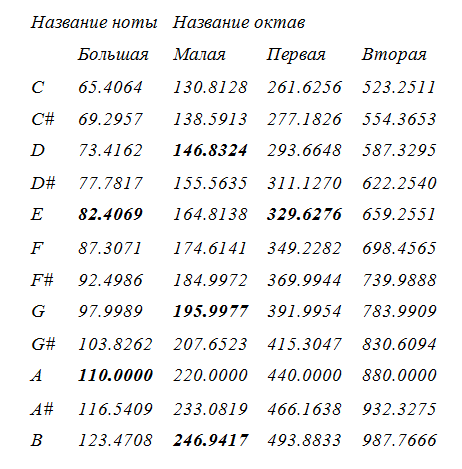 Название ноты Название октав
Большая Малая Первая Вторая
C 65.4064 130.8128 261.6256 523.2511
C# 69.2957 138.5913 277.1826 554.3653
D 73.4162 146.8324 293.6648 587.3295
D# 77.7817 155.5635 311.1270 622.2540
E 82.4069 164.8138 329.6276 659.2551
F 87.3071 174.6141 349.2282 698.4565
F# 92.4986 184.9972 369.9944 739.9888
G 97.9989 195.9977 391.9954 783.9909
G# 103.8262 207.6523 415.3047 830.6094
A 110.0000 220.0000 440.0000 880.0000
A# 116.5409 233.0819 466.1638 932.3275
B 123.4708 246.9417 493.8833 987.7666